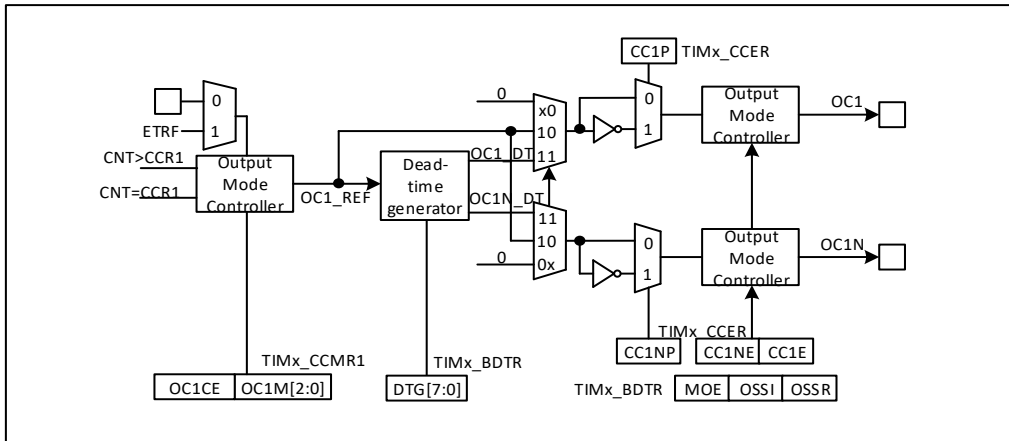 CC1P TIMx_CCER
0
ETRF
1
0
x0
10
11
0
1
Output
Mode
Controller
OC1
CNT>CCR1
CNT=CCR1
Output
Mode
Controller
OC1_REF
Dead-
time
generator
OC1_DT
OC1N_DT
11
10
0x
0
0
1
Output
Mode
Controller
OC1N
TIMx_CCER
CC1NP CC1NE CC1E
TIMx_CCMR1
OC1CE OC1M[2:0]
TIMx_BDTR
DTG[7:0]
TIMx_BDTR MOE OSSI OSSR